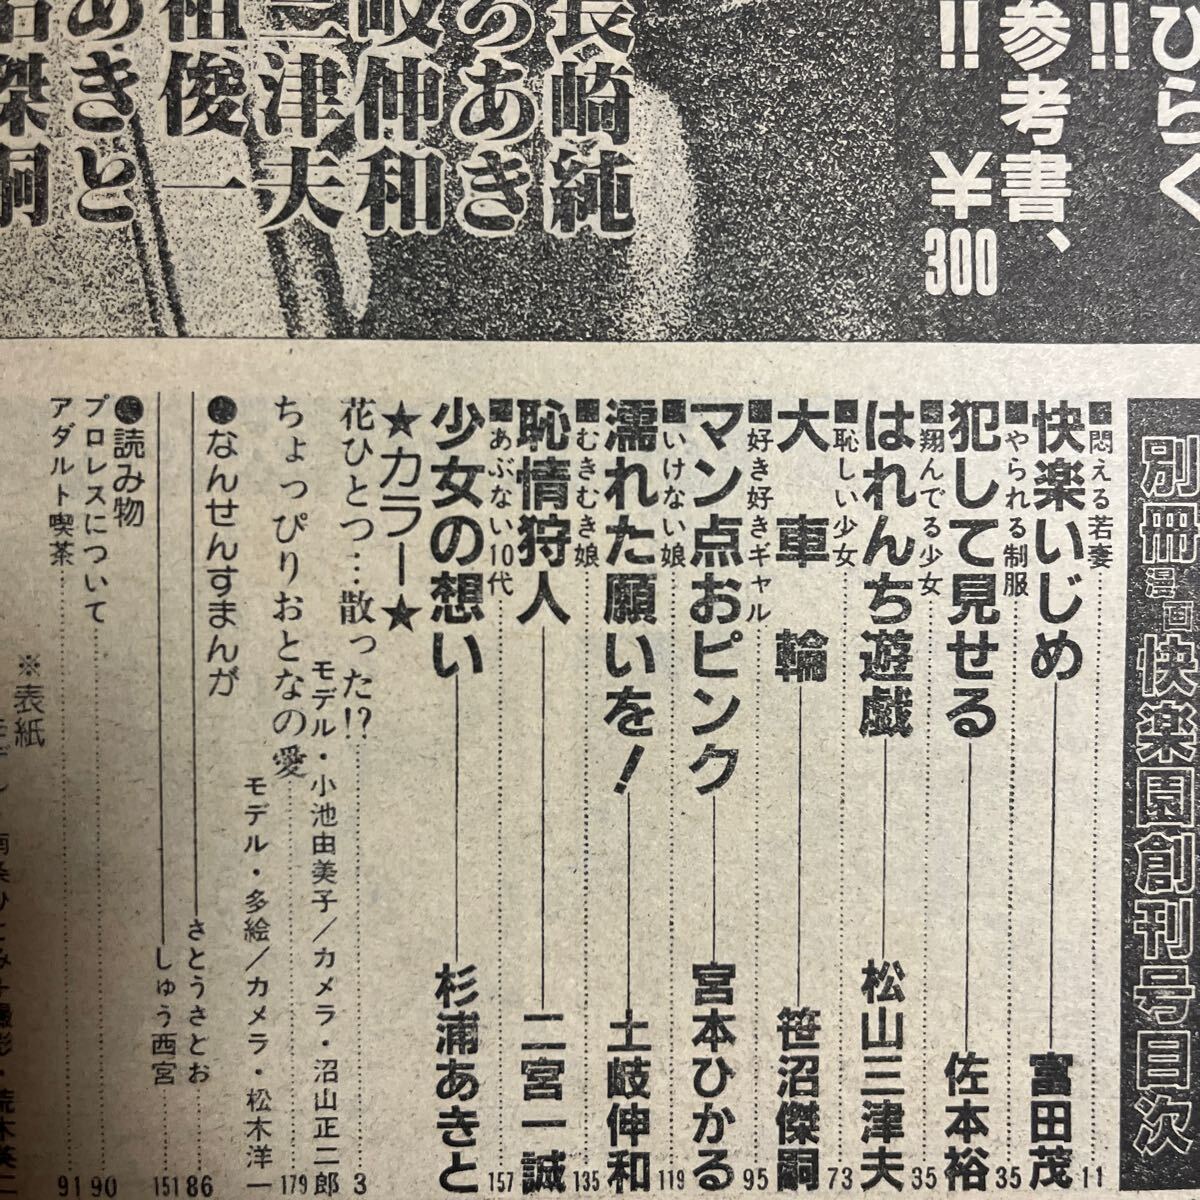 ひらく!!
参考書、!!
¥300
長崎純
のあき
岐伸和
三津夫
祖俊一
あきと
沼傑嗣
別冊漫画快楽園創刊号目次
■悶える若妻 11
快楽いじめ 富田茂
■やられる制服 35
犯して見せる 佐本裕
■翔んでる少女 35
はれんち遊戯 松山三津夫
■恥しい少女 73
大車輪 笹沼傑嗣
■好き好きギャル 95
マン点おピンク 宮本ひかる
■いけない娘 119
濡れた願いを! 土岐伸和
■むきむき娘 135
恥情狩人 二宮一誠
■あぶない10代 157
少女の想い 杉浦あきと
★カラー★
花ひとつ…散った!? 3
モデル・小池由美子/カメラ・沼山正二郎
ちょっぴりおとなの愛 179
モデル・多絵/カメラ・松木洋一
●なんせんすまんが
さとうさとお 86
しゅう西宮 151
●読み物
プロレスについて 90
アダルト喫茶 91
※表紙